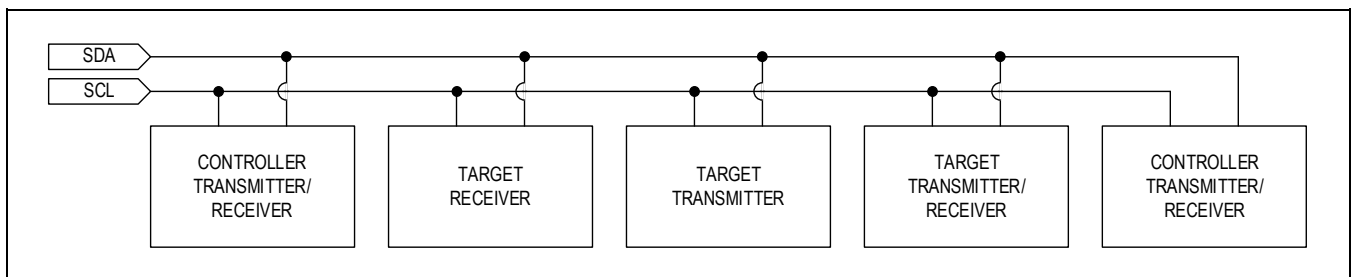 SDA
SCL
CONTROLLER
TRANSMITTER/
RECEIVER
TARGET
RECEIVER
TARGET
TRANSMITTER
TARGET
TRANSMITTER/
RECEIVER
CONTROLLER
TRANSMITTER/
RECEIVER